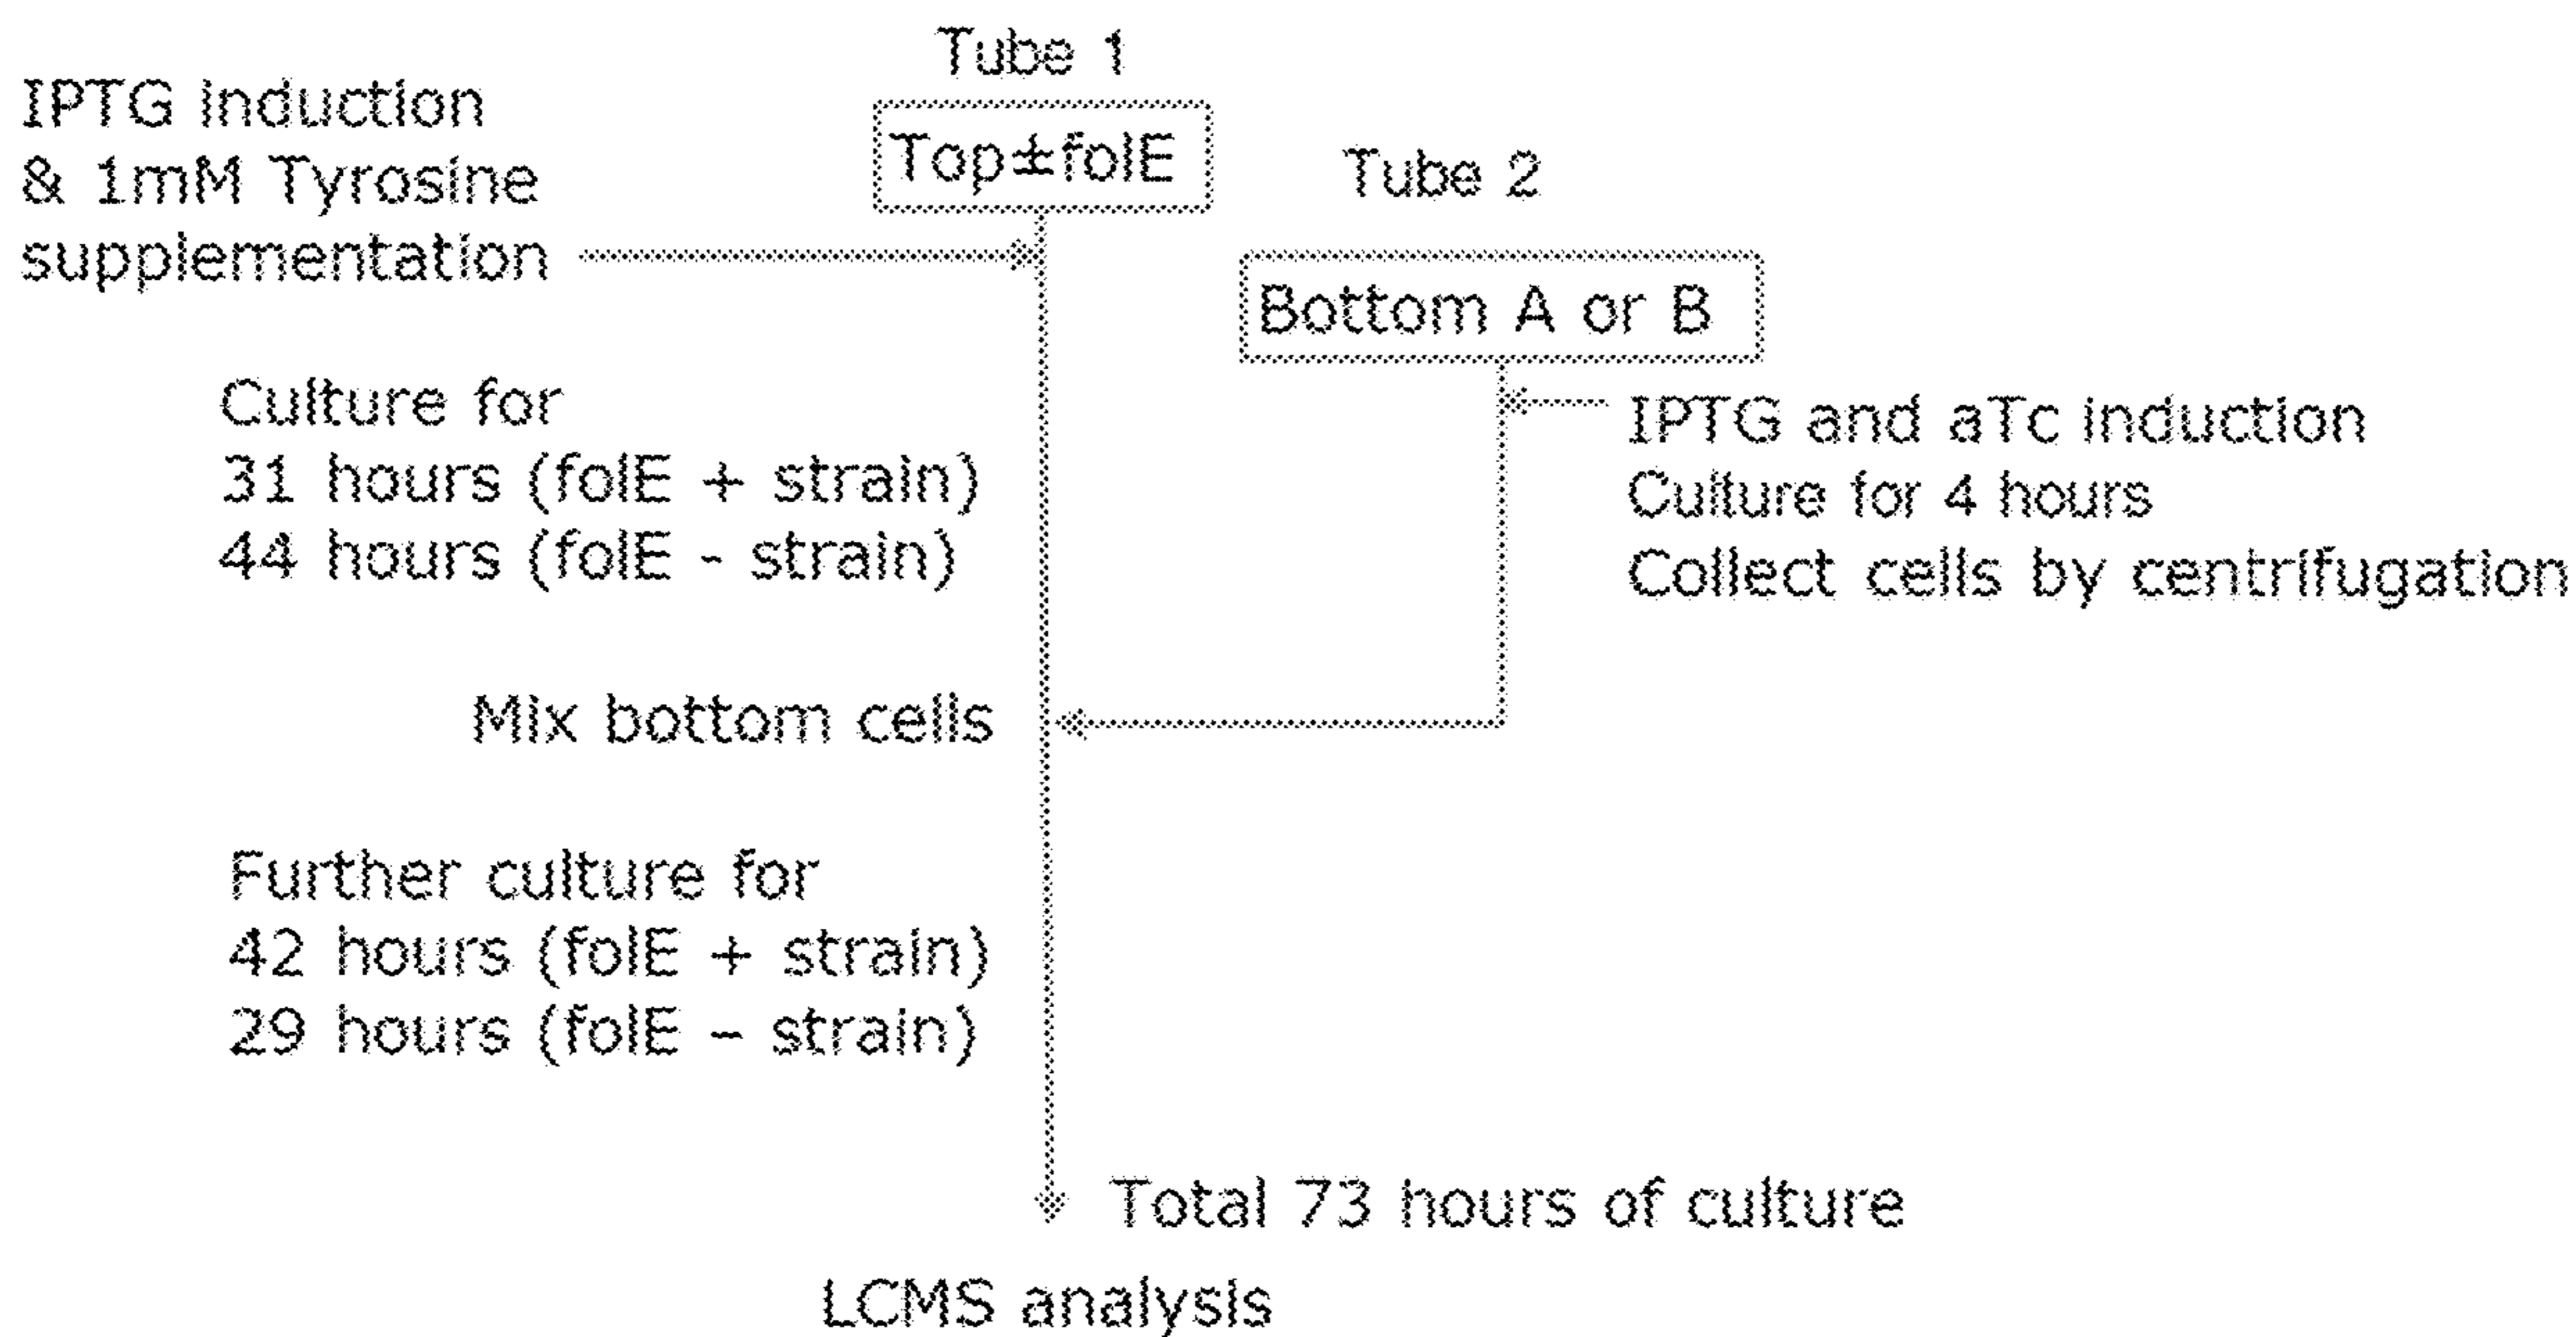 Tube 1
IPTG induction
& 1mM Tyrosine
supplementation
Top±folE
Tube 2
Bottom A or B
Culture for
31 hours (folE + strain)
44 hours (folE - strain)
IPTG and aTc induction
Culture for 4 hours
Collect cells by centrifugation
Mix bottom cells
Further culture for
42 hours (folE + strain)
29 hours (folE – strain)
Total 73 hours of culture
LCMS analysis